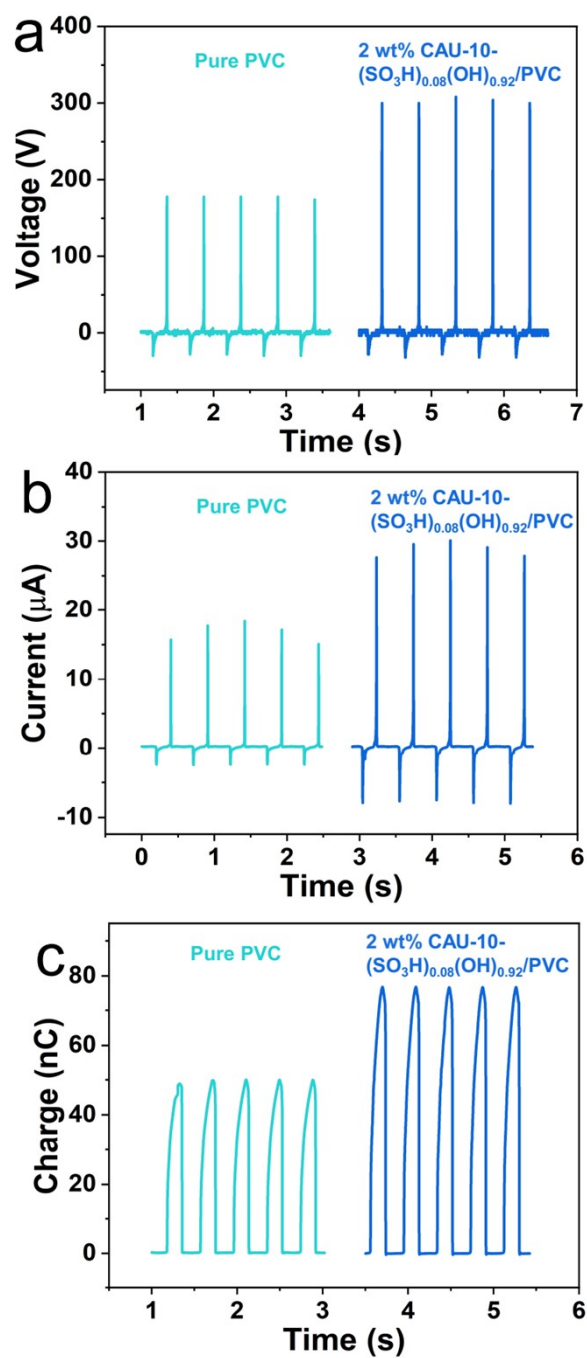 a
400
300
200
100
0
Voltage (V)
Pure PVC
2 wt% CAU-10-
(SO₃H)₀.₀₈(OH)₀.₉₂/PVC
1 2 3 4 5 6 7
Time (s)
b
40
30
20
10
0
-10
Current (μA)
Pure PVC
2 wt% CAU-10-
(SO₃H)₀.₀₈(OH)₀.₉₂/PVC
0 1 2 3 4 5 6
Time (s)
c
80
60
40
20
0
Charge (nC)
Pure PVC
2 wt% CAU-10-
(SO₃H)₀.₀₈(OH)₀.₉₂/PVC
1 2 3 4 5 6
Time (s)